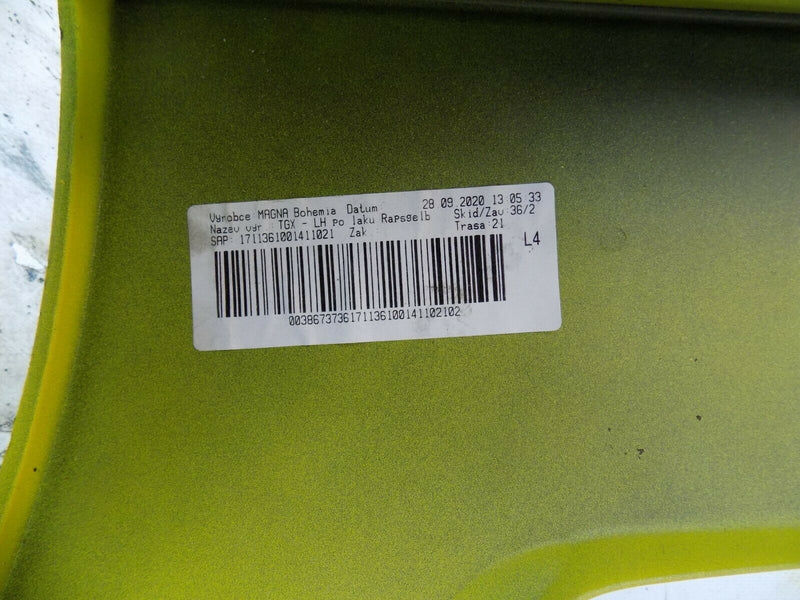 Vyrobce MAGNA Bohemia Datum 28 09.2020 13 05 33
Nazev vyr TGX - LH po laku Rapsgelb Skid/Zav 36/2
SAP: 1711361001411021 Zak Trasa 21
L4
0038673736171136100141102102